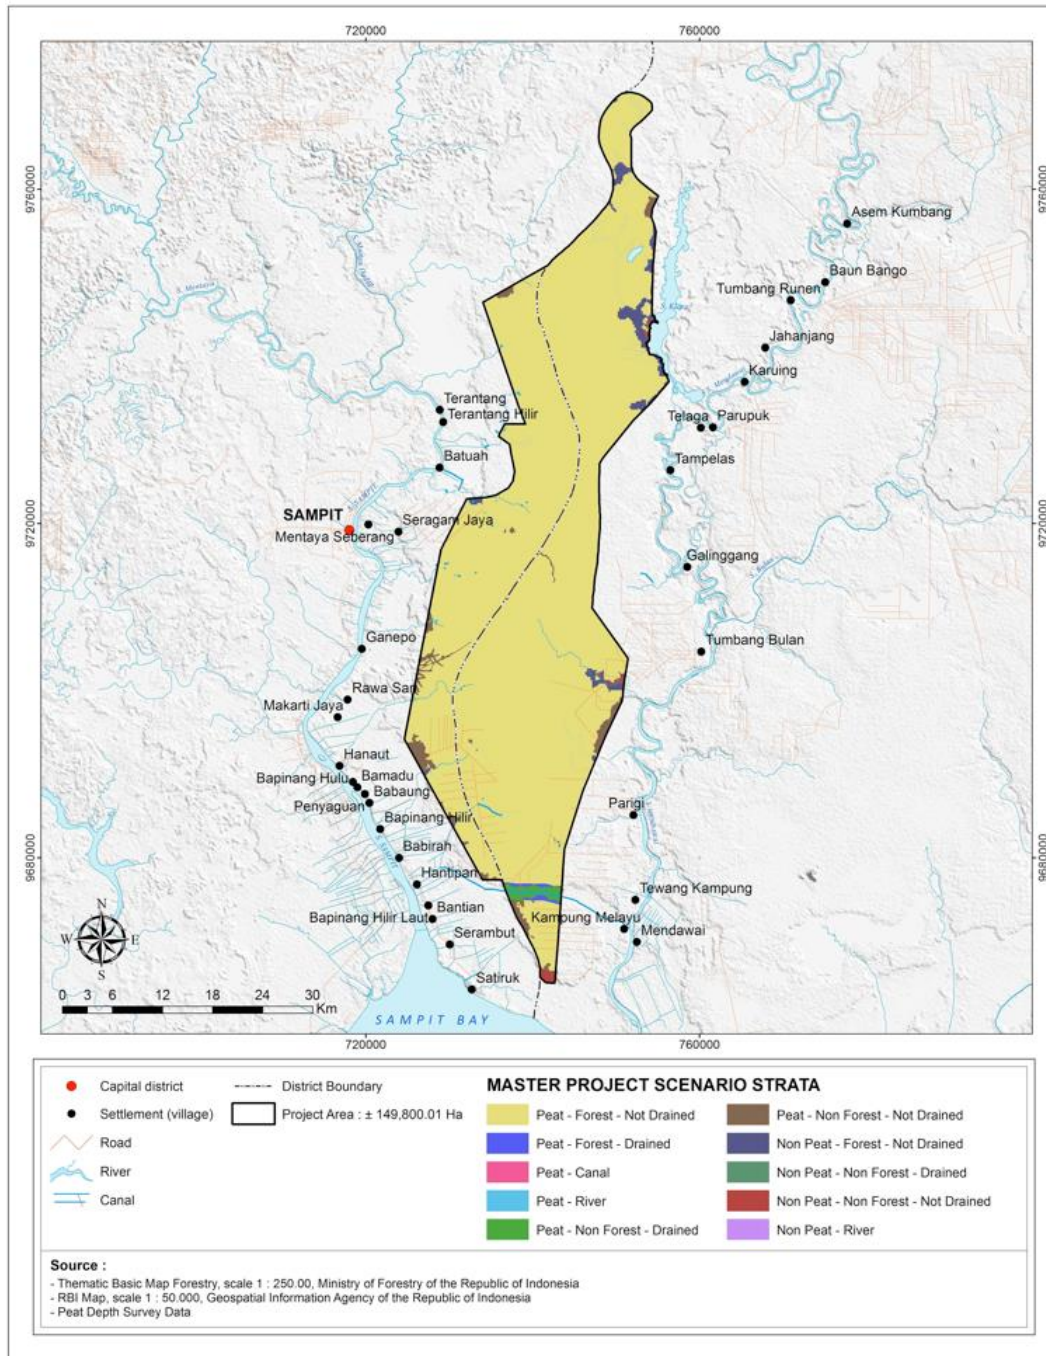 720000
760000
9760000
9760000
Asem Kumbang
Baun Bango
Tumbang Runen
S. Mentaya
Jahanjang
Karuing
Terantang
Terantang Hilir
Telaga
Parupuk
Batuah
Tampelas
S. SAMPIT
SAMPIT
Seragam Jaya
Mentaya Seberang
9720000
9720000
Galinggang
Ganepo
Tumbang Bulan
Rawa Sari
Makarti Jaya
Hanaut
Bapinang Hulu
Bamadu
Babaung
Penyaguan
Parigi
Bapinang Hilir
S. SAMPIT
Babirah
9680000
9680000
Hantipan
Tewang Kampung
Bantian
Bapinang Hilir Laut
Kampung Melayu
Mendawai
Serambut
N
W
E
S
Satiruk
0 3 6 12 18 24 30
Km
SAMPIT BAY
720000
760000
Capital district
Settlement (village)
Road
River
Canal
District Boundary
Project Area : ± 149,800.01 Ha
MASTER PROJECT SCENARIO STRATA
Peat - Forest - Not Drained
Peat - Forest - Drained
Peat - Canal
Peat - River
Peat - Non Forest - Drained
Peat - Non Forest - Not Drained
Non Peat - Forest - Not Drained
Non Peat - Non Forest - Drained
Non Peat - Non Forest - Not Drained
Non Peat - River
Source :
- Thematic Basic Map Forestry, scale 1 : 250.00, Ministry of Forestry of the Republic of Indonesia
- RBI Map, scale 1 : 50.000, Geospatial Information Agency of the Republic of Indonesia
- Peat Depth Survey Data